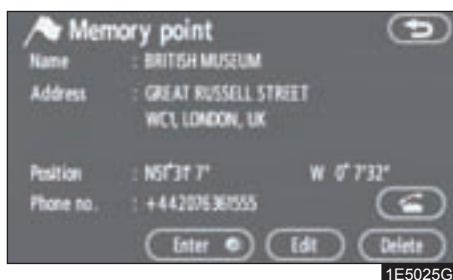 Memory point
Name : BRITISH MUSEUM
Address : GREAT RUSSELL STREET
WC1, LONDON, UK
Position : N51°31' 7" W 0° 7'32"
Phone no. : +442076361555
Enter Edit Delete
1E5025G